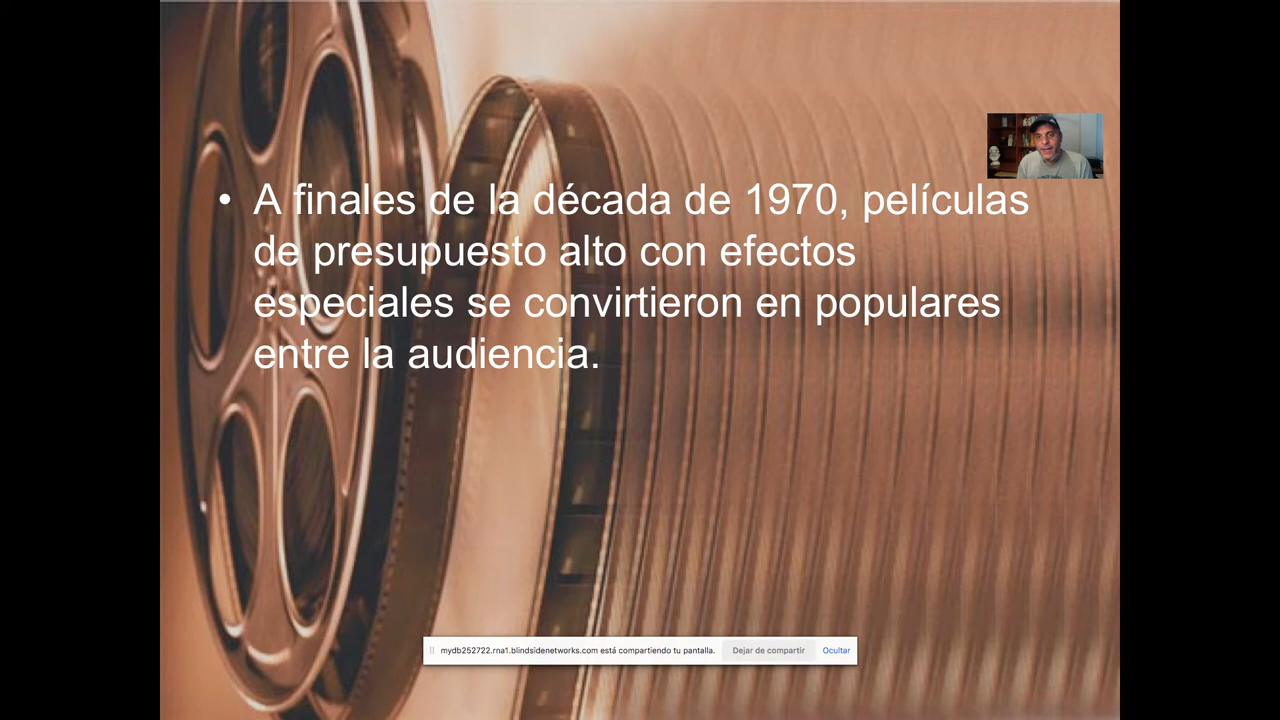 • A finales de la década de 1970, películas
de presupuesto alto con efectos
especiales se convirtieron en populares
entre la audiencia.
mydb252722.rna1.blindsidenetworks.com está compartiendo tu pantalla. Dejar de compartir Ocultar